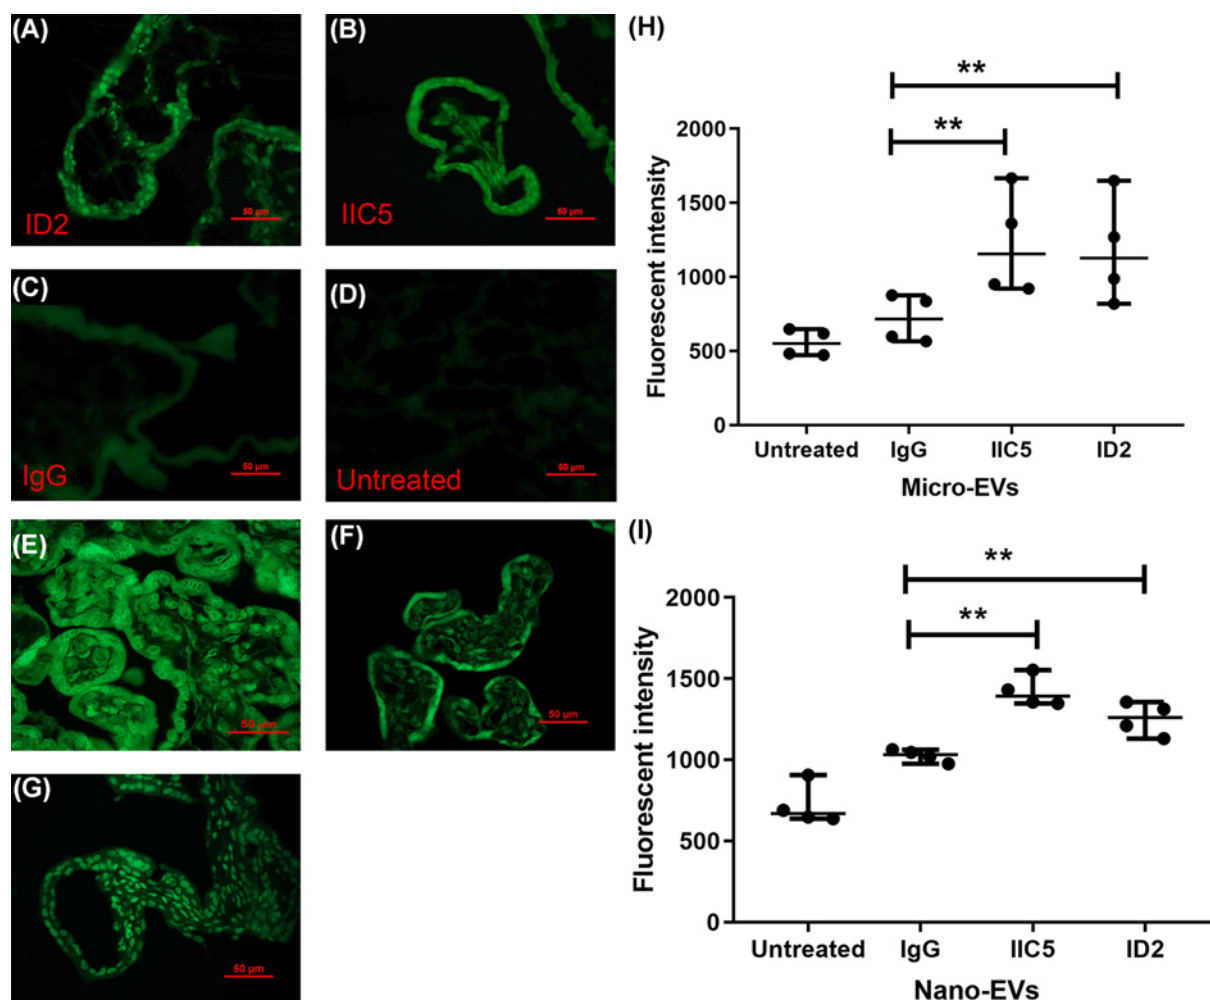 (A)
ID2
50 µm
(B)
IIC5
50 µm
(C)
IgG
50 µm
(D)
Untreated
50 µm
(E)
50 µm
(F)
50 µm
(G)
50 µm
(H)
**
**
2000
1500
1000
500
0
Fluorescent intensity
Untreated IgG IIC5 ID2
Micro-EVs
(I)
**
**
2000
1500
1000
500
0
Fluorescent intensity
Untreated IgG IIC5 ID2
Nano-EVs